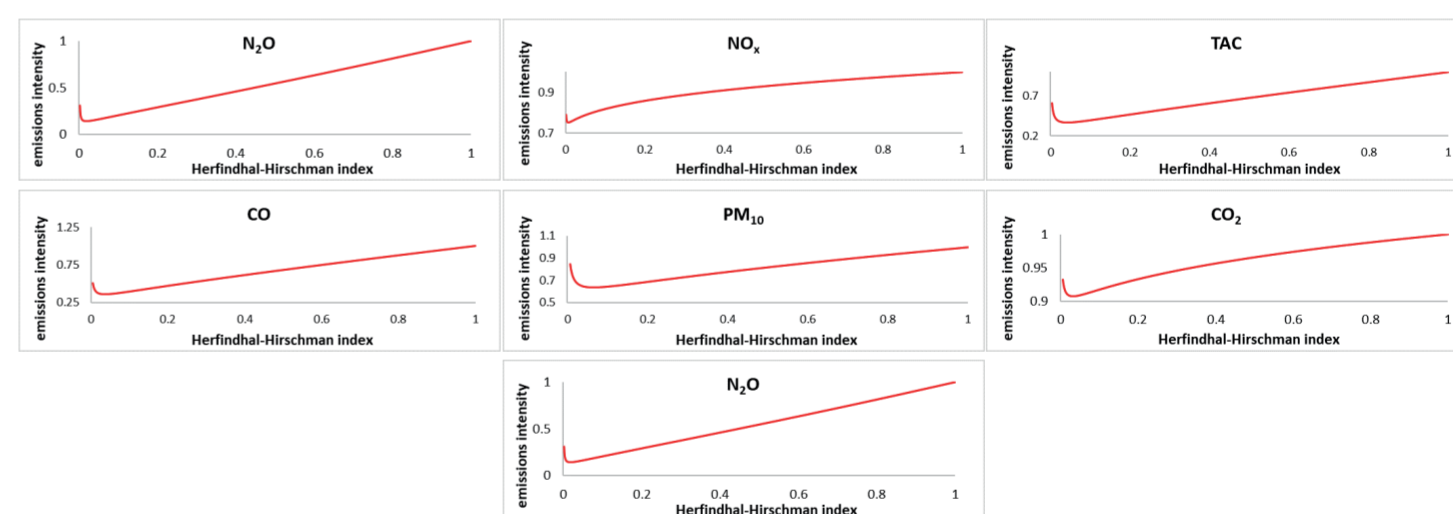 N₂O
emissions intensity
1
0.5
0
0 0.2 0.4 0.6 0.8 1
Herfindhal-Hirschman index
NOₓ
emissions intensity
0.9
0.7
0 0.2 0.4 0.6 0.8 1
Herfindhal-Hirschman index
TAC
emissions intensity
0.7
0.2
0 0.2 0.4 0.6 0.8 1
Herfindhal-Hirschman index
CO
emissions intensity
1.25
0.75
0.25
0 0.2 0.4 0.6 0.8 1
Herfindhal-Hirschman index
PM₁₀
emissions intensity
1.1
0.9
0.7
0.5
0 0.2 0.4 0.6 0.8 1
Herfindhal-Hirschman index
CO₂
emissions intensity
1
0.95
0.9
0 0.2 0.4 0.6 0.8 1
Herfindhal-Hirschman index
N₂O
emissions intensity
1
0.5
0
0 0.2 0.4 0.6 0.8 1
Herfindhal-Hirschman index